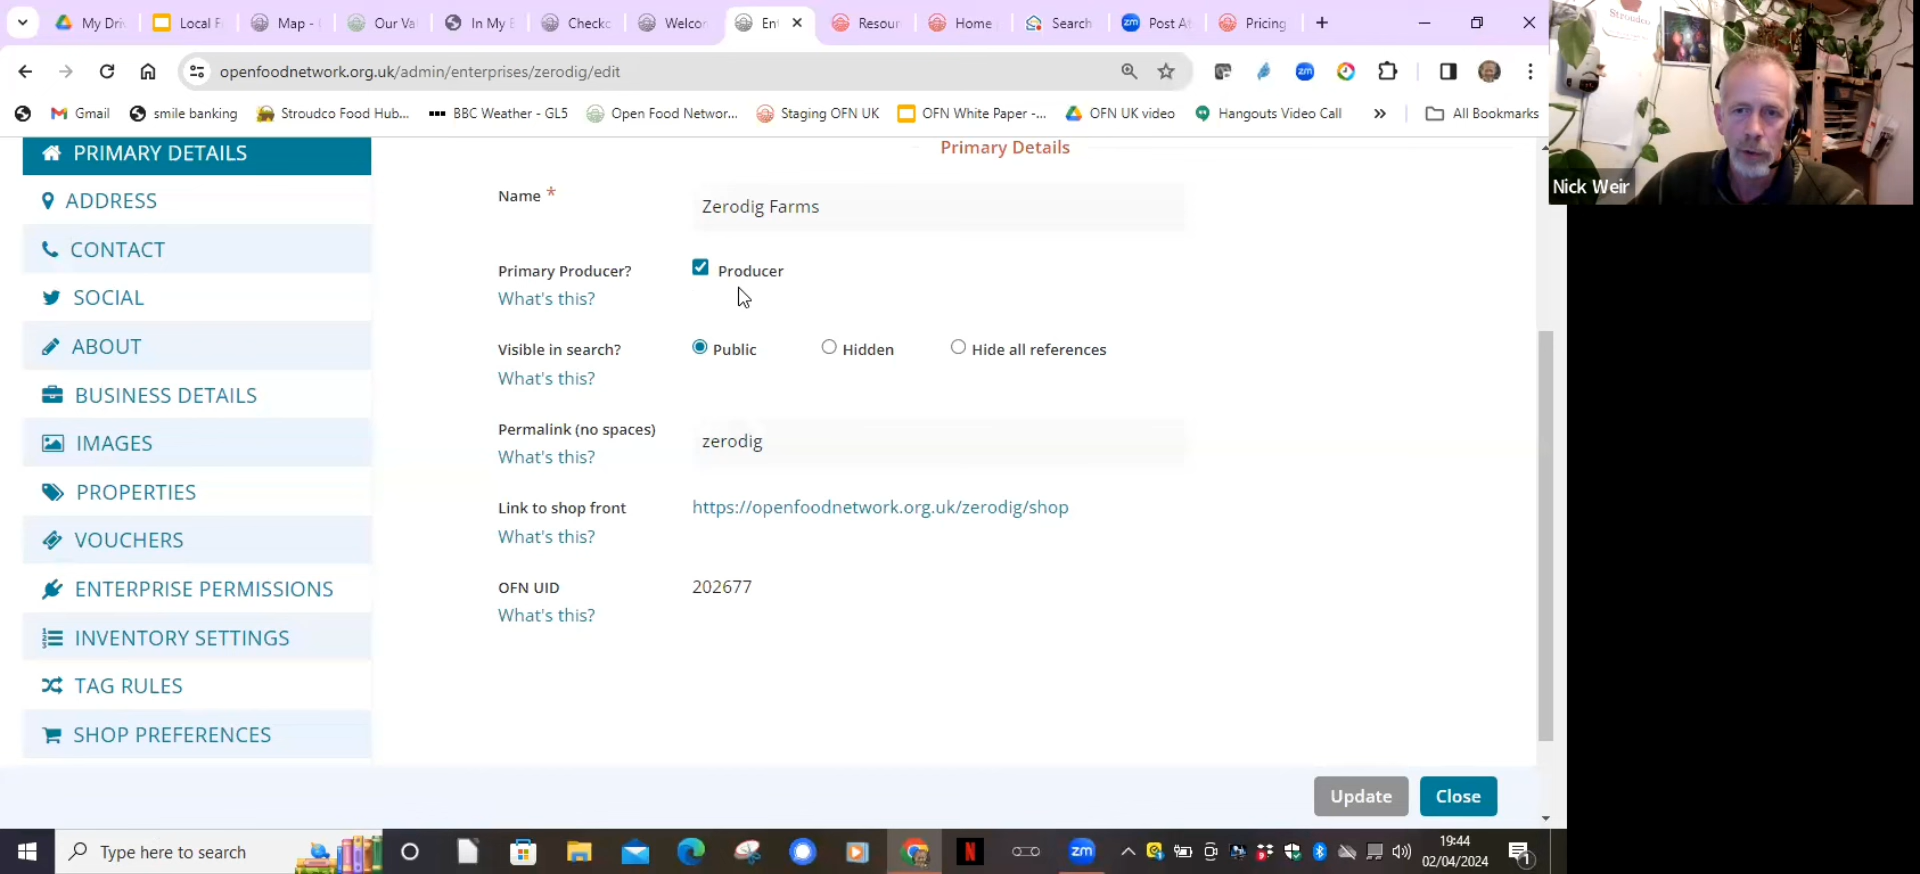 My Dri
Local F
Map -
Our Va
In My E
Checkc
Welcor
En
Resour
Home
Search
zm
Post A
Pricing
openfoodnetwork.org.uk/admin/enterprises/zerodig/edit
zm
Gmail
smile banking
Stroudco Food Hub...
BBC Weather - GL5
Open Food Networ...
Staging OFN UK
OFN White Paper -...
OFN UK video
Hangouts Video Call
All Bookmarks
Stroudco
Nick Weir
PRIMARY DETAILS
ADDRESS
CONTACT
SOCIAL
ABOUT
BUSINESS DETAILS
IMAGES
PROPERTIES
VOUCHERS
ENTERPRISE PERMISSIONS
INVENTORY SETTINGS
TAG RULES
SHOP PREFERENCES
Primary Details
Name *
Zerodig Farms
Primary Producer?
Producer
What's this?
Visible in search?
Public
Hidden
Hide all references
What's this?
Permalink (no spaces)
zerodig
What's this?
Link to shop front
https://openfoodnetwork.org.uk/zerodig/shop
What's this?
OFN UID
202677
What's this?
Update
Close
Type here to search
N
zm
19:44
02/04/2024
1